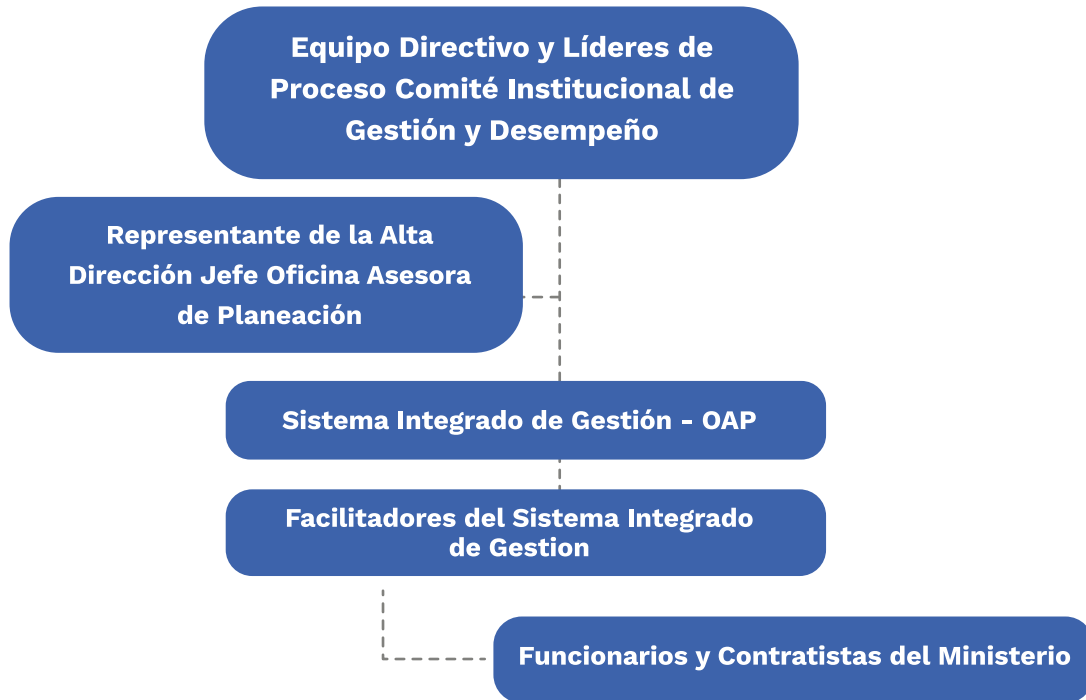 Equipo Directivo y Líderes de
Proceso Comité Institucional de
Gestión y Desempeño
Representante de la Alta
Dirección Jefe Oficina Asesora
de Planeación
Sistema Integrado de Gestión - OAP
Facilitadores del Sistema Integrado
de Gestion
Funcionarios y Contratistas del Ministerio